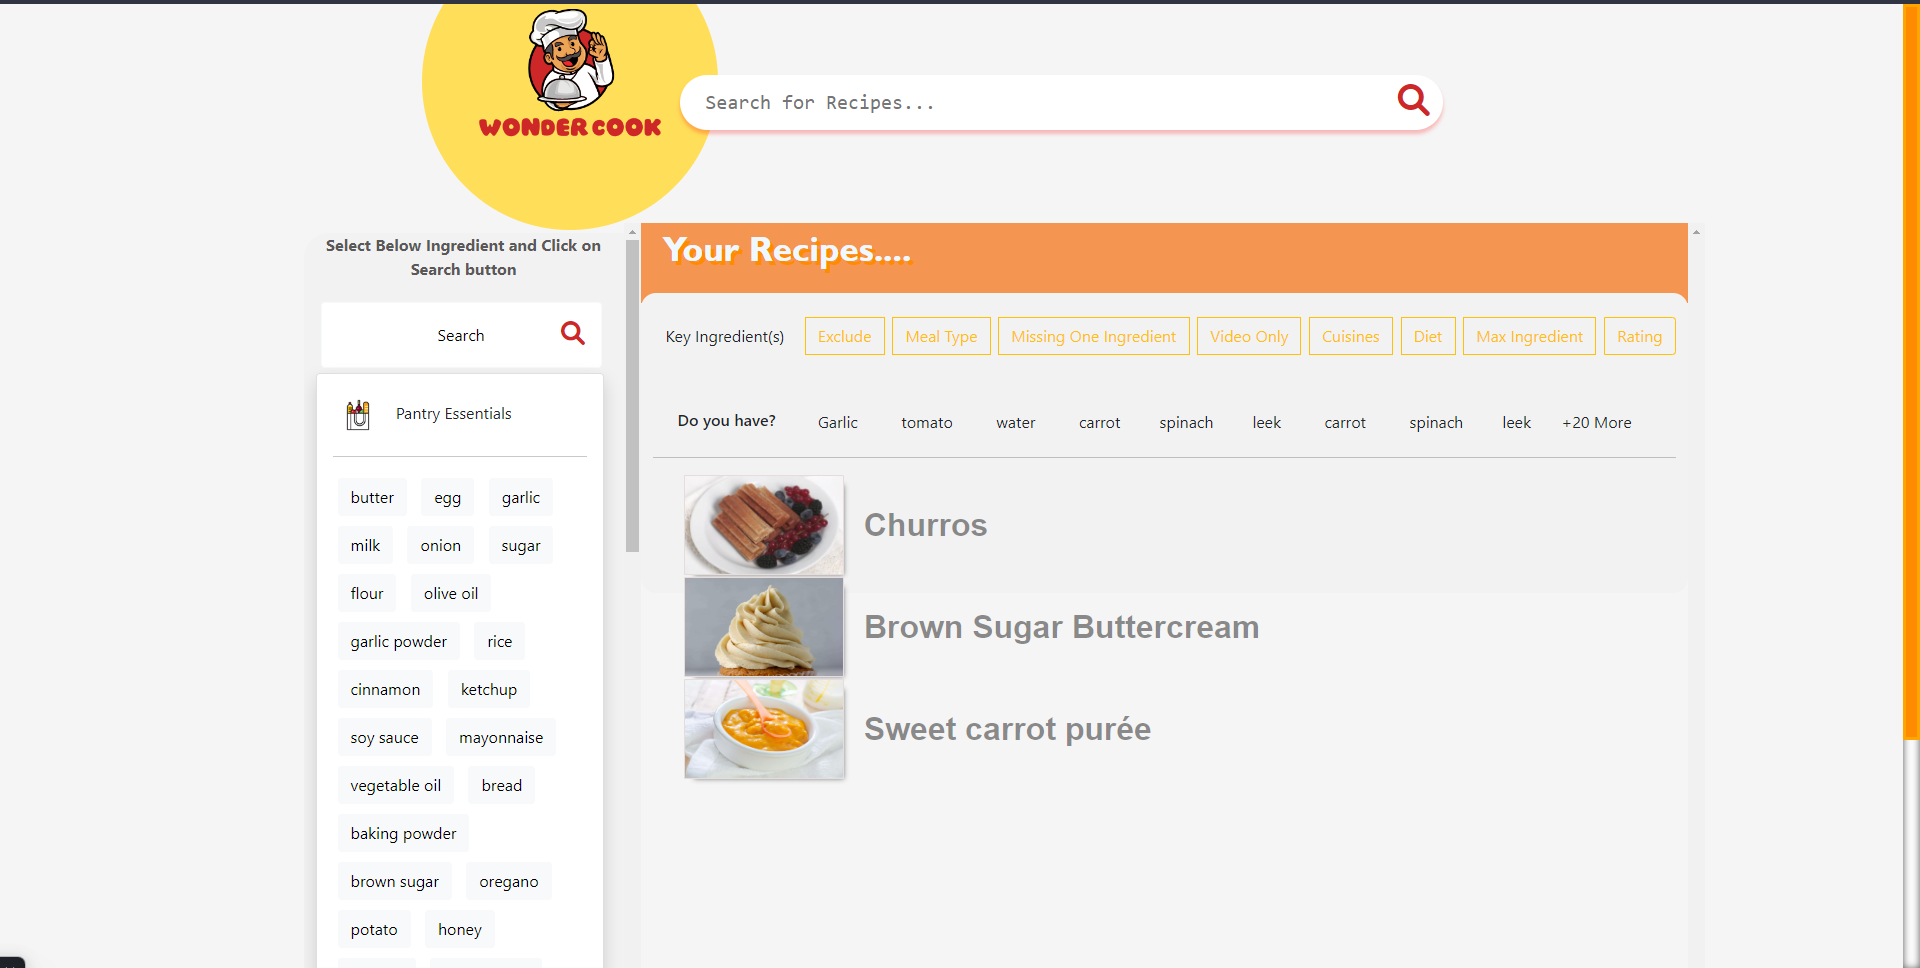 WONDER COOK
Search for Recipes...
Select Below Ingredient and Click on
Search button
Search
Pantry Essentials
butter egg garlic
milk onion sugar
flour olive oil
garlic powder rice
cinnamon ketchup
soy sauce mayonnaise
vegetable oil bread
baking powder
brown sugar oregano
potato honey
Your Recipes....
Key Ingredient(s) Exclude Meal Type Missing One Ingredient Video Only Cuisines Diet Max Ingredient Rating
Do you have? Garlic tomato water carrot spinach leek carrot spinach leek +20 More
Churros
Brown Sugar Buttercream
Sweet carrot purée